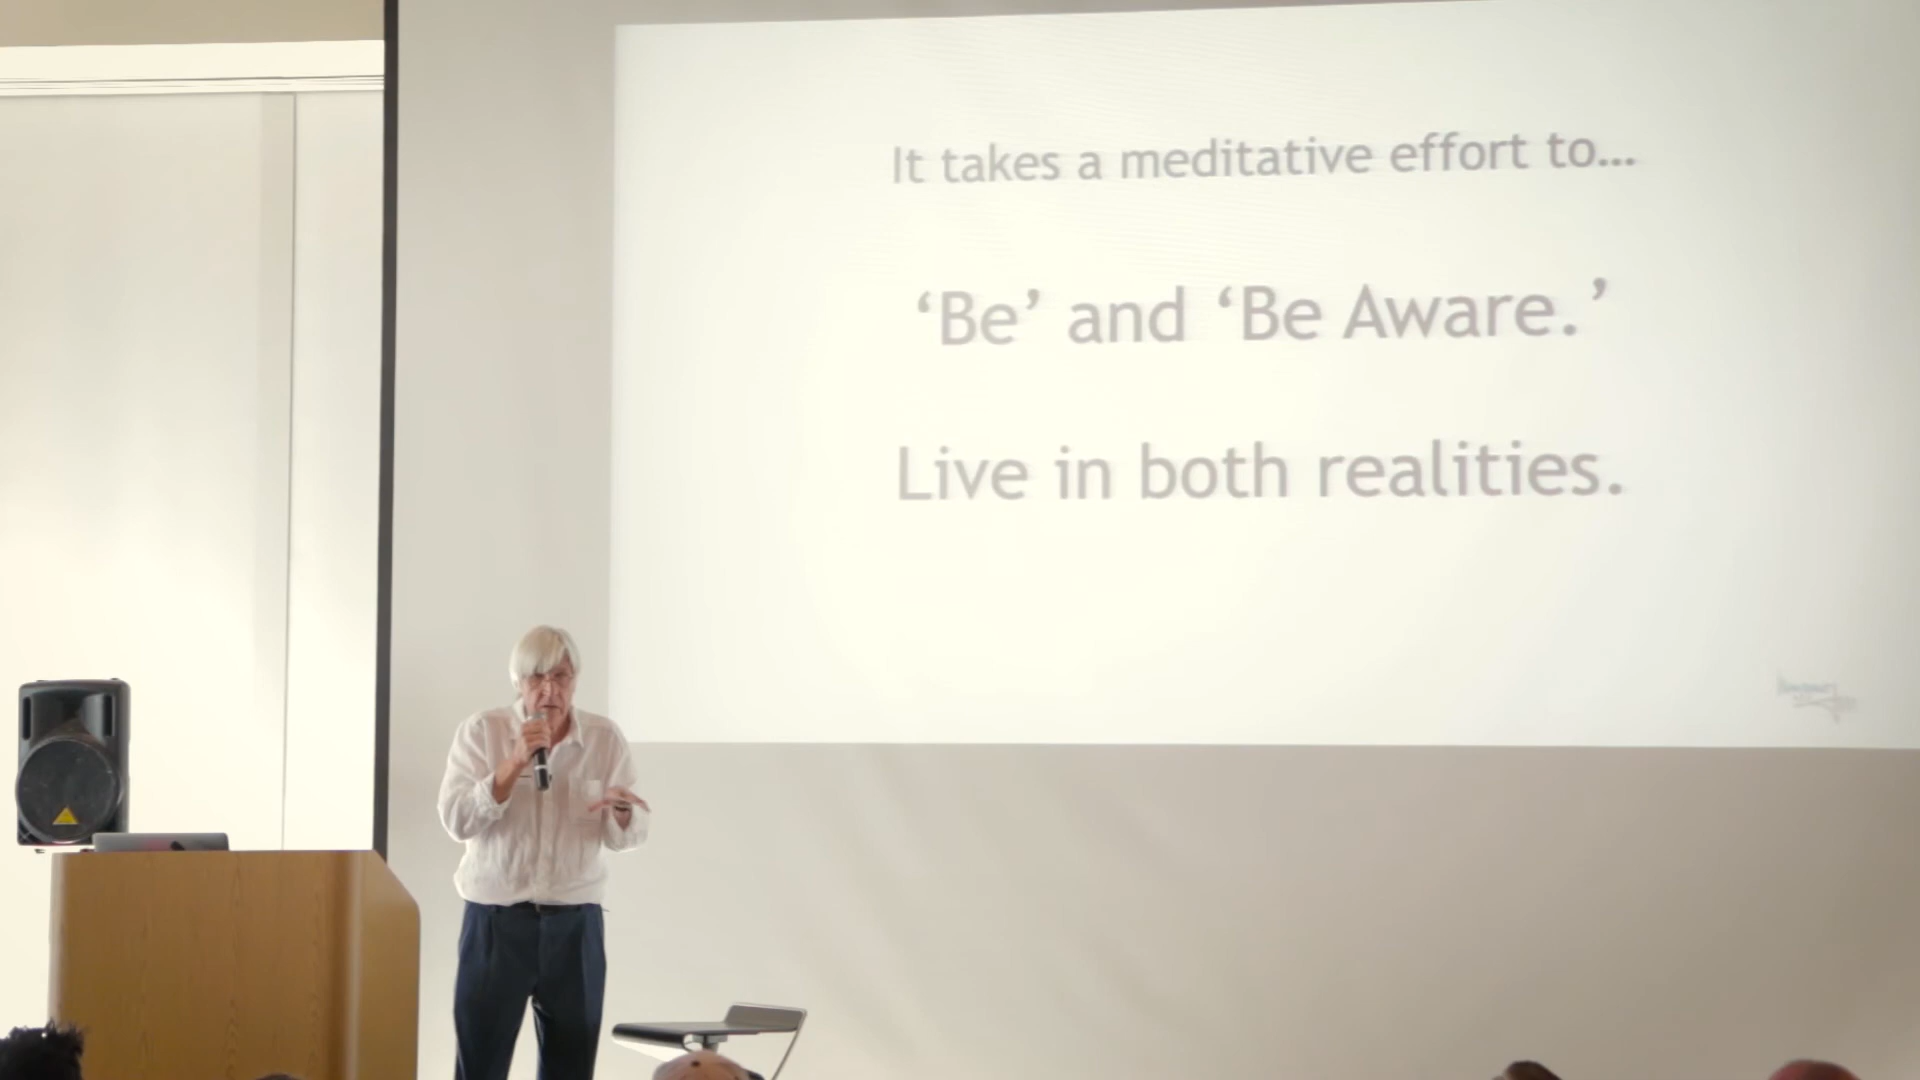 It takes a meditative effort to...
‘Be’ and ‘Be Aware.’
Live in both realities.